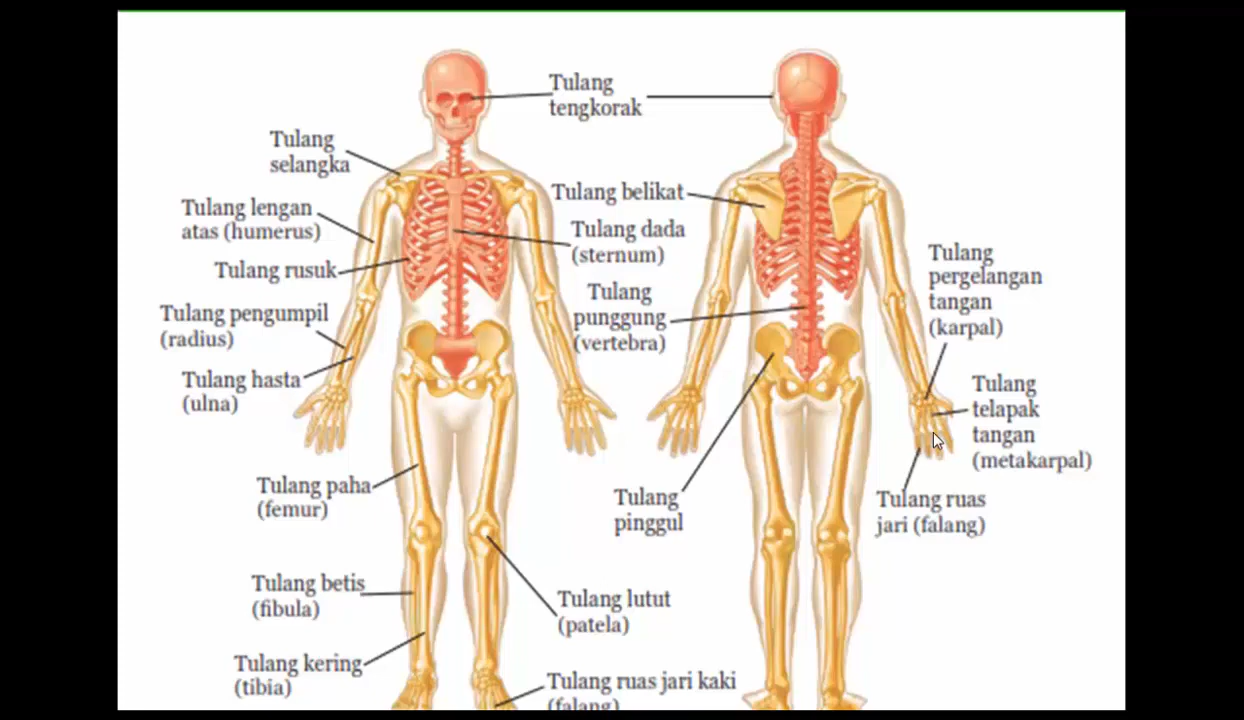 Tulang
tengkorak
Tulang
selangka
Tulang lengan
atas (humerus)
Tulang rusuk
Tulang pengumpil
(radius)
Tulang hasta
(ulna)
Tulang paha
(femur)
Tulang betis
(fibula)
Tulang kering
(tibia)
Tulang belikat
Tulang dada
(sternum)
Tulang
punggung
(vertebra)
Tulang
pinggul
Tulang lutut
(patela)
Tulang ruas jari kaki
(falang)
Tulang
pergelangan
tangan
(karpal)
Tulang
telapak
tangan
(metakarpal)
Tulang ruas
jari (falang)